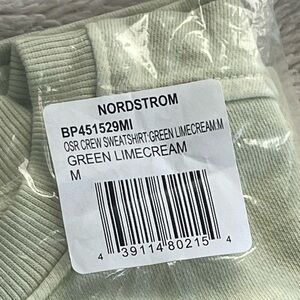 NORDSTROM
BP451529MI
OSR CREW SWEATSHIRT:GREEN LIMECREAM:M
GREEN LIMECREAM
M
4 39114 80215 4